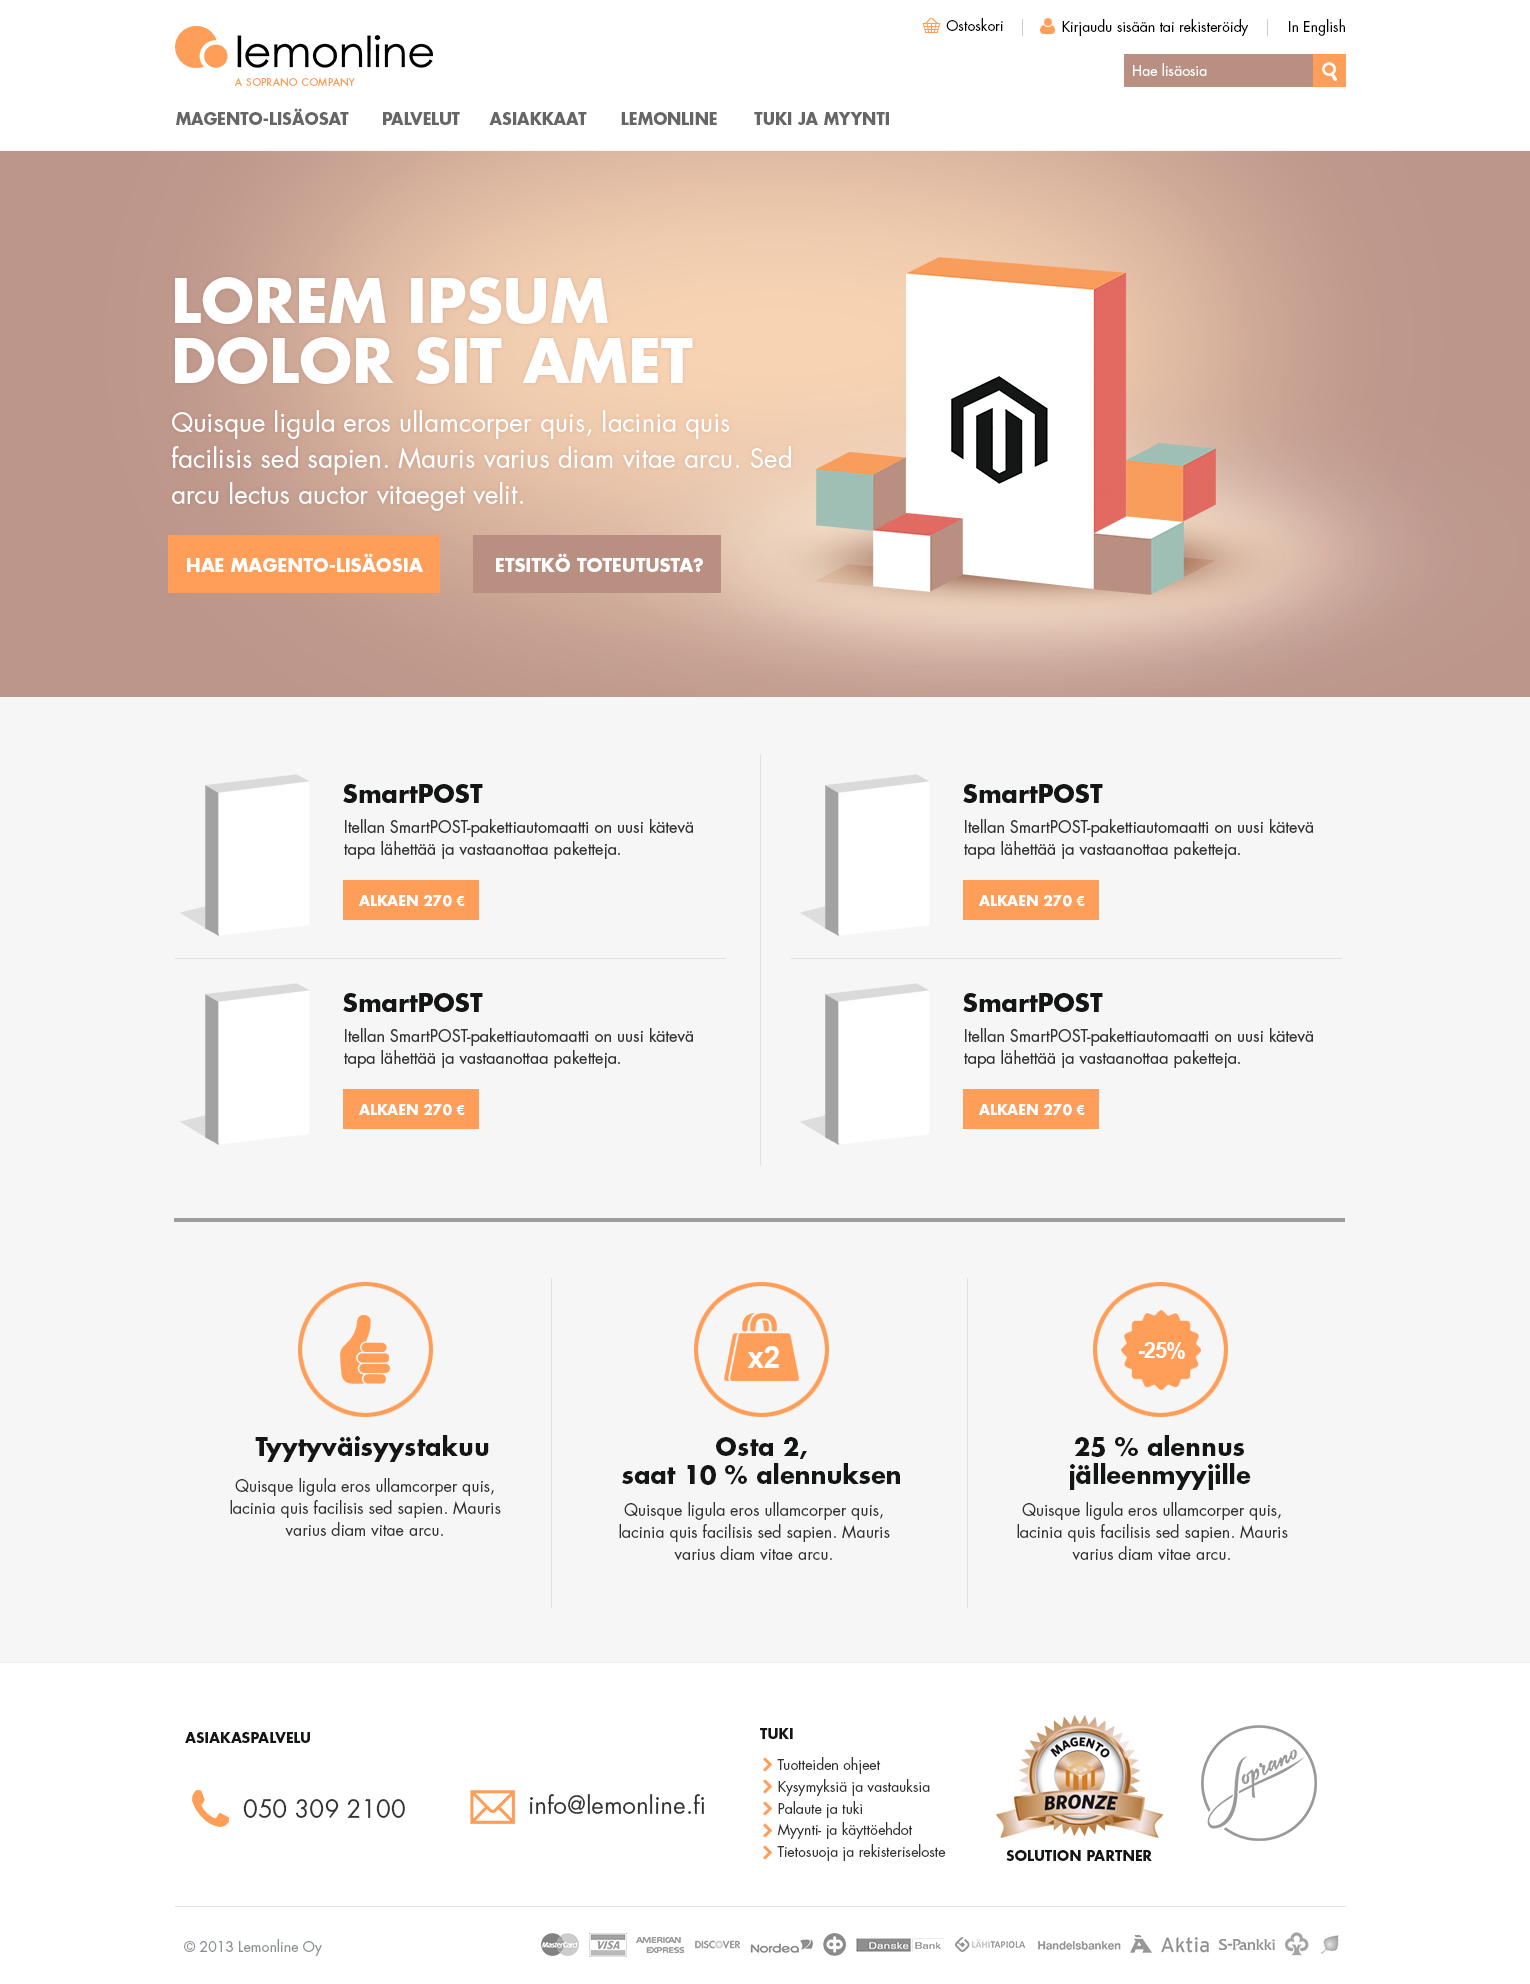 lemonline
A SOPRANO COMPANY
Ostoskori
Kirjaudu sisään tai rekisteröidy
In English
Hae lisäosia
MAGENTO-LISÄOSAT
PALVELUT
ASIAKKAAT
LEMONLINE
TUKI JA MYYNTI
LOREM IPSUM
DOLOR SIT AMET
Quisque ligula eros ullamcorper quis, lacinia quis
facilisis sed sapien. Mauris varius diam vitae arcu. Sed
arcu lectus auctor vitaeget velit.
HAE MAGENTO-LISÄOSIA
ETSITKÖ TOTEUTUSTA?
SmartPOST
Itellan SmartPOST-pakettiautomaatti on uusi kätevä
tapa lähettää ja vastaanottaa paketteja.
ALKAEN 270 €
SmartPOST
Itellan SmartPOST-pakettiautomaatti on uusi kätevä
tapa lähettää ja vastaanottaa paketteja.
ALKAEN 270 €
SmartPOST
Itellan SmartPOST-pakettiautomaatti on uusi kätevä
tapa lähettää ja vastaanottaa paketteja.
ALKAEN 270 €
SmartPOST
Itellan SmartPOST-pakettiautomaatti on uusi kätevä
tapa lähettää ja vastaanottaa paketteja.
ALKAEN 270 €
Tyytyväisyystakuu
Quisque ligula eros ullamcorper quis,
lacinia quis facilisis sed sapien. Mauris
varius diam vitae arcu.
x2
Osta 2,
saat 10 % alennuksen
Quisque ligula eros ullamcorper quis,
lacinia quis facilisis sed sapien. Mauris
varius diam vitae arcu.
-25%
25 % alennus
jälleenmyyjille
Quisque ligula eros ullamcorper quis,
lacinia quis facilisis sed sapien. Mauris
varius diam vitae arcu.
ASIAKASPALVELU
050 309 2100
info@lemonline.fi
TUKI
Tuotteiden ohjeet
Kysymyksiä ja vastauksia
Palaute ja tuki
Myynti- ja käyttöehdot
Tietosuoja ja rekisteriseloste
MAGENTO
BRONZE
SOLUTION PARTNER
Soprano
© 2013 Lemonline Oy
MasterCard
VISA
AMERICAN
EXPRESS
DISCOVER
Nordea
Danske Bank
LÄHITAPIOLA
Handelsbanken
Aktia
S-Pankki